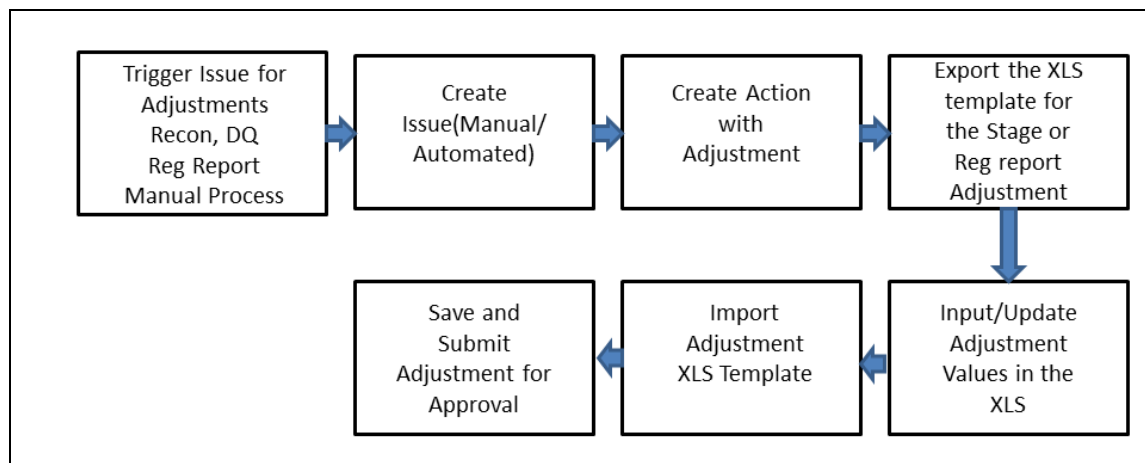 Trigger Issue for
Adjustments
Recon, DQ
Reg Report
Manual Process
Create
Issue(Manual/
Automated)
Create Action
with
Adjustment
Export the XLS
template for
the Stage or
Reg report
Adjustment
Input/Update
Adjustment
Values in the
XLS
Import
Adjustment
XLS Template
Save and
Submit
Adjustment for
Approval